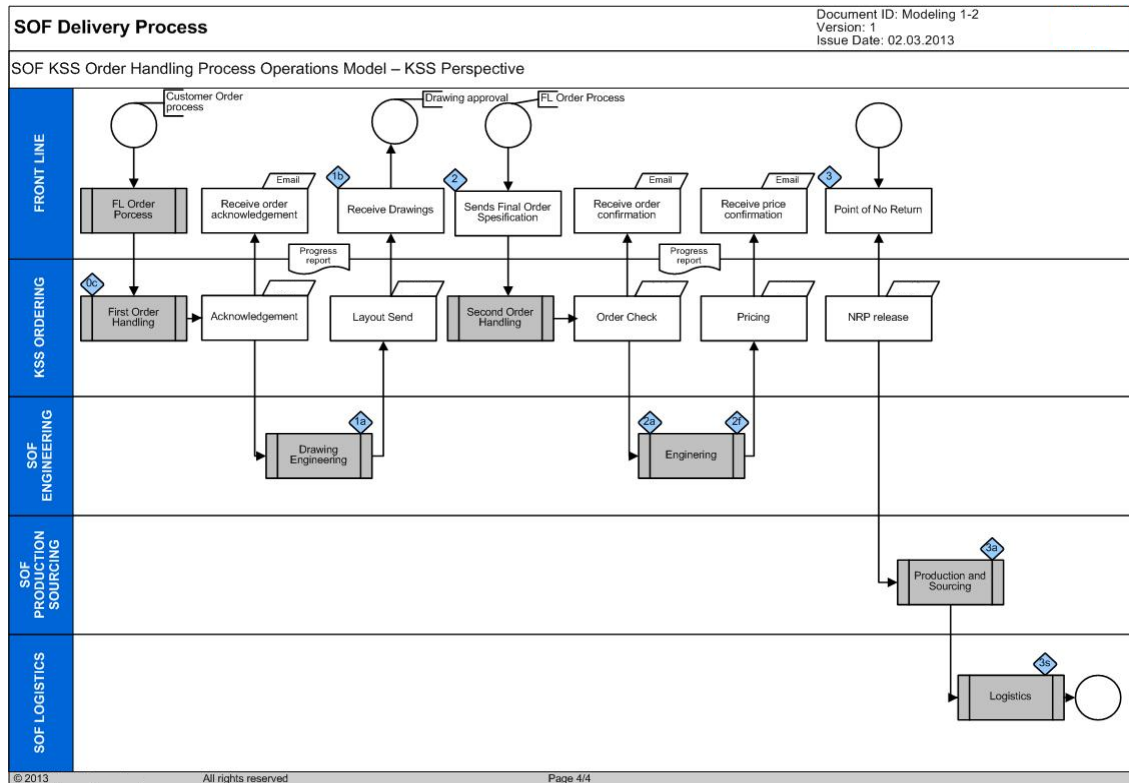 SOF Delivery Process
Document ID: Modeling 1-2
Version: 1
Issue Date: 02.03.2013
SOF KSS Order Handling Process Operations Model – KSS Perspective
FRONT LINE
Customer Order
process
Drawing approval
FL Order Process
1b
2
3
Email
Email
Email
FL Order
Porcess
Receive order
acknowledgement
Receive Drawings
Sends Final Order
Spesification
Receive order
confirmation
Receive price
confirmation
Point of No Return
Progress
report
Progress
report
KSS ORDERING
0c
First Order
Handling
Acknowledgement
Layout Send
Second Order
Handling
Order Check
Pricing
NRP release
SOF
ENGINEERING
1a
2a
2f
Drawing
Engineering
Enginering
SOF
PRODUCTION
SOURCING
3a
Production and
Sourcing
SOF LOGISTICS
3s
Logistics
© 2013
All rights reserved
Page 4/4